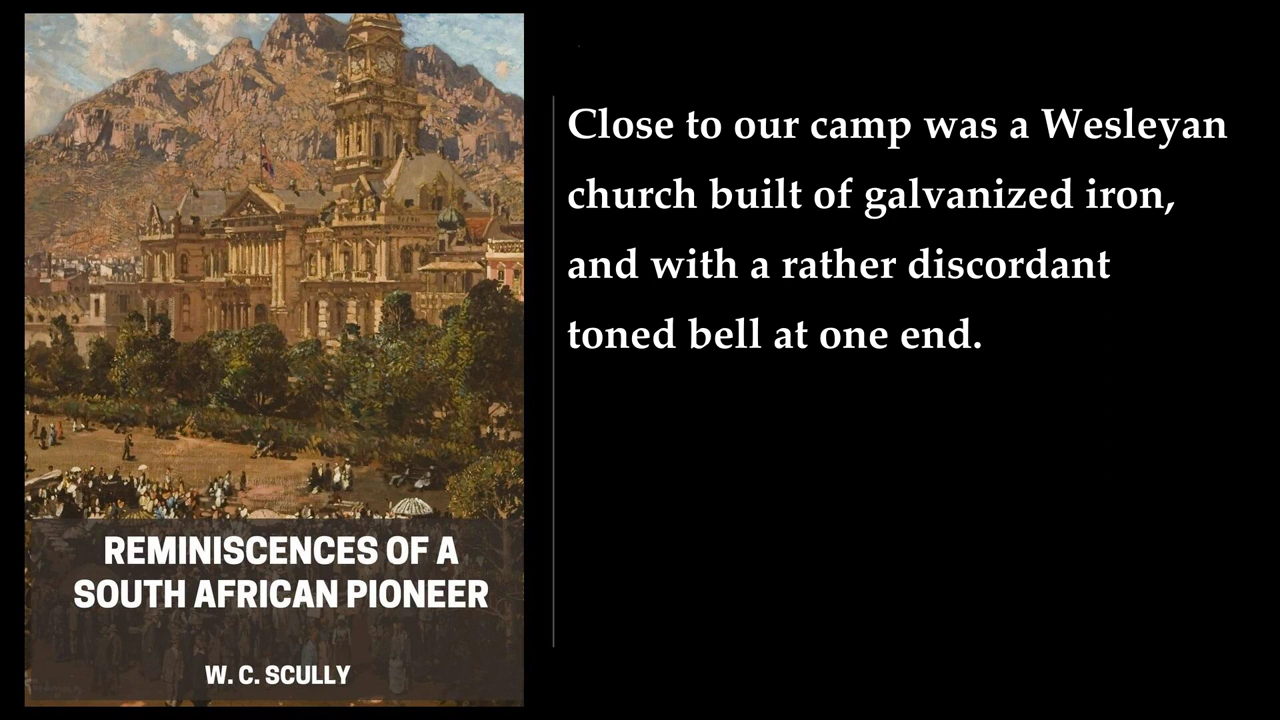 Close to our camp was a Wesleyan
church built of galvanized iron,
and with a rather discordant
toned bell at one end.
REMINISCENCES OF A
SOUTH AFRICAN PIONEER
W. C. SCULLY